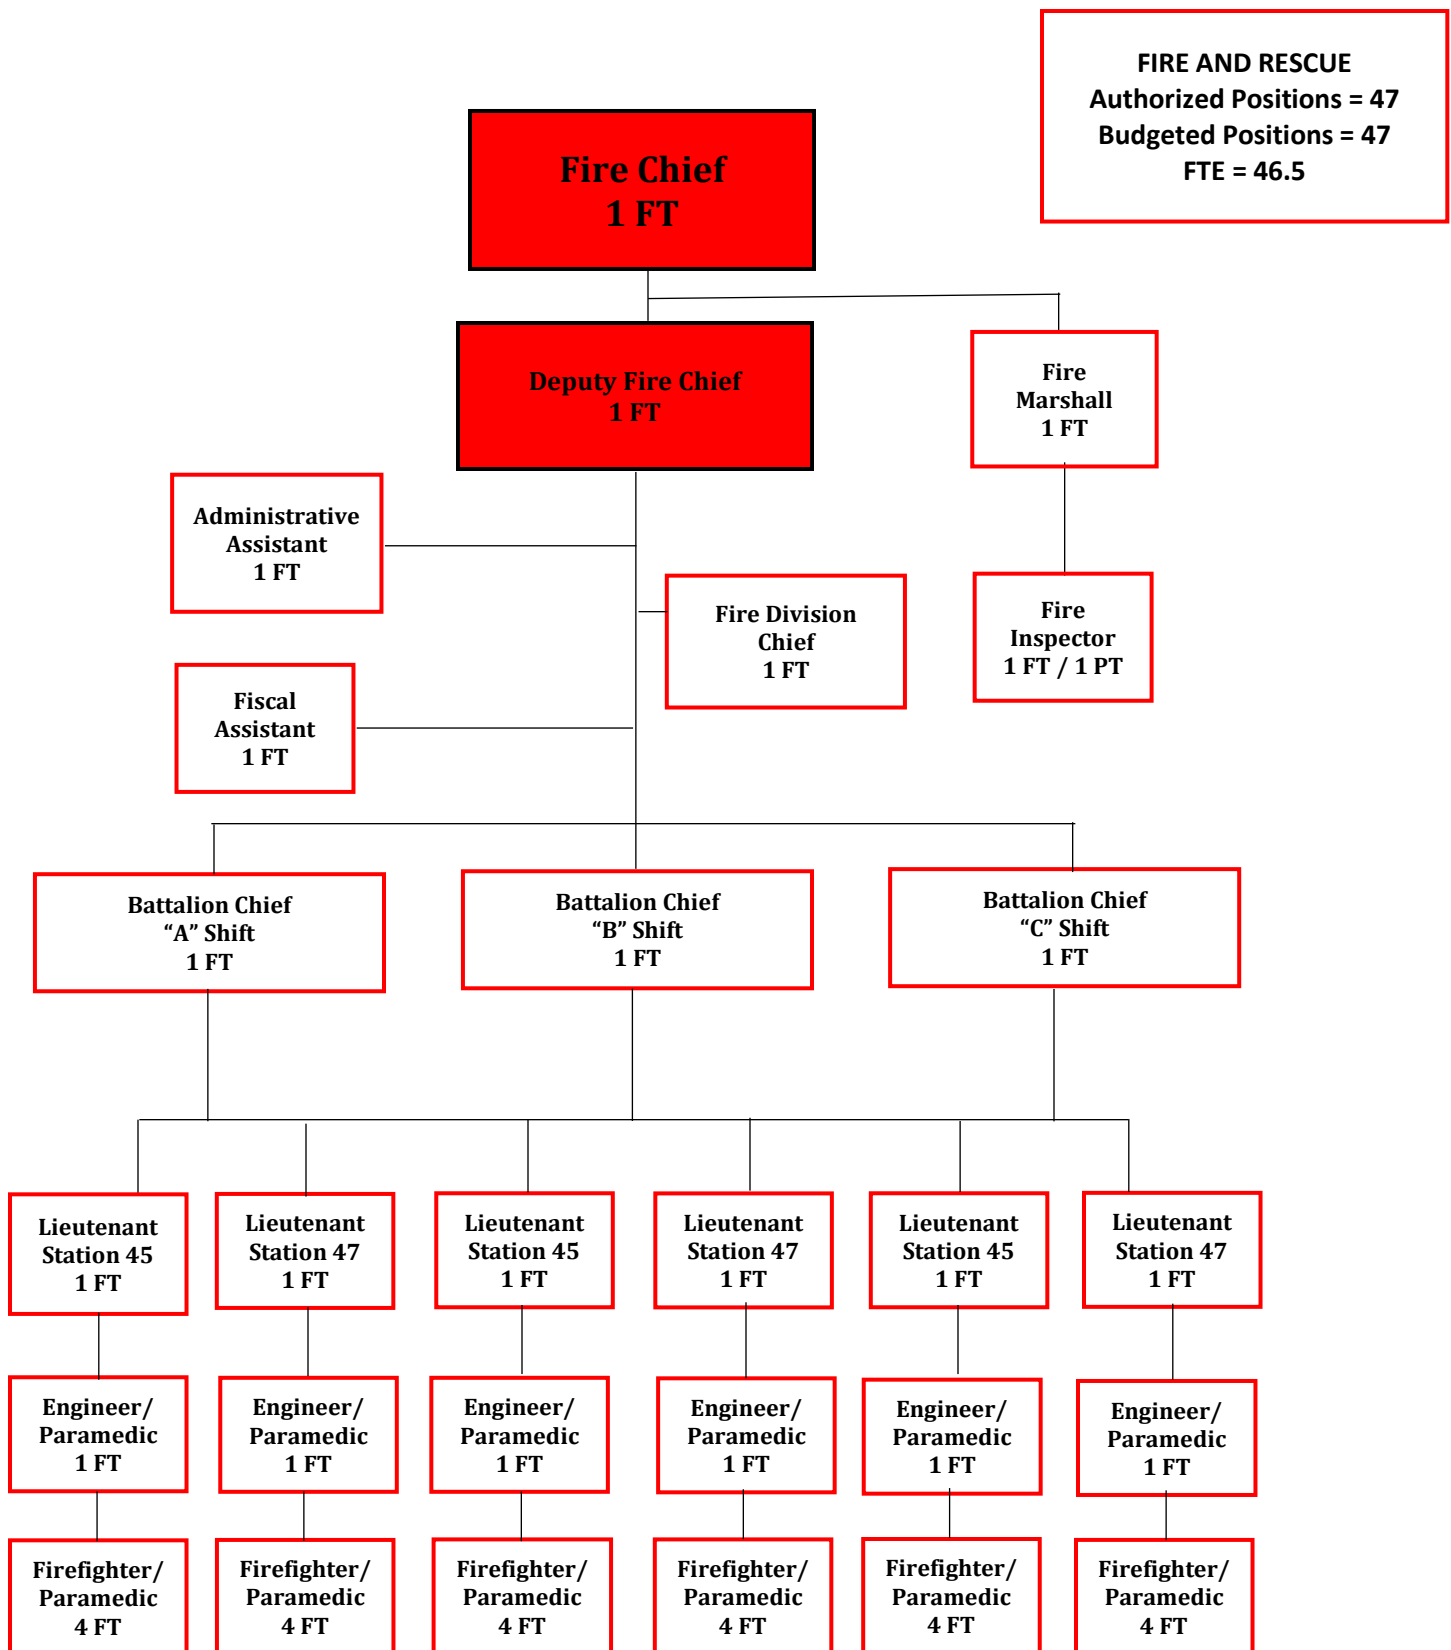 FIRE AND RESCUE
Authorized Positions = 47
Budgeted Positions = 47
FTE = 46.5
Fire Chief
1 FT
Deputy Fire Chief
1 FT
Fire
Marshall
1 FT
Administrative
Assistant
1 FT
Fire Division
Chief
1 FT
Fire
Inspector
1 FT / 1 PT
Fiscal
Assistant
1 FT
Battalion Chief
“A” Shift
1 FT
Battalion Chief
“B” Shift
1 FT
Battalion Chief
“C” Shift
1 FT
Lieutenant
Station 45
1 FT
Lieutenant
Station 47
1 FT
Lieutenant
Station 45
1 FT
Lieutenant
Station 47
1 FT
Lieutenant
Station 45
1 FT
Lieutenant
Station 47
1 FT
Engineer/
Paramedic
1 FT
Engineer/
Paramedic
1 FT
Engineer/
Paramedic
1 FT
Engineer/
Paramedic
1 FT
Engineer/
Paramedic
1 FT
Engineer/
Paramedic
1 FT
Firefighter/
Paramedic
4 FT
Firefighter/
Paramedic
4 FT
Firefighter/
Paramedic
4 FT
Firefighter/
Paramedic
4 FT
Firefighter/
Paramedic
4 FT
Firefighter/
Paramedic
4 FT